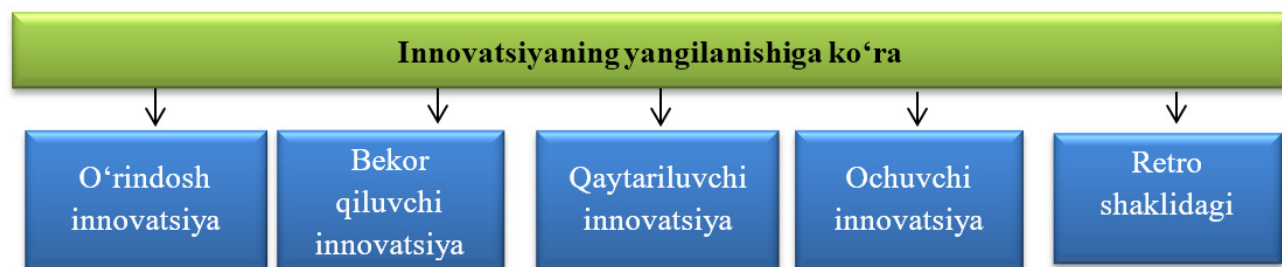 Innovatsiyaning yangilanishiga ko‘ra
O‘rindosh
innovatsiya
Bekor
qiluvchi
innovatsiya
Qaytariluvchi
innovatsiya
Ochuvchi
innovatsiya
Retro
shaklidagi